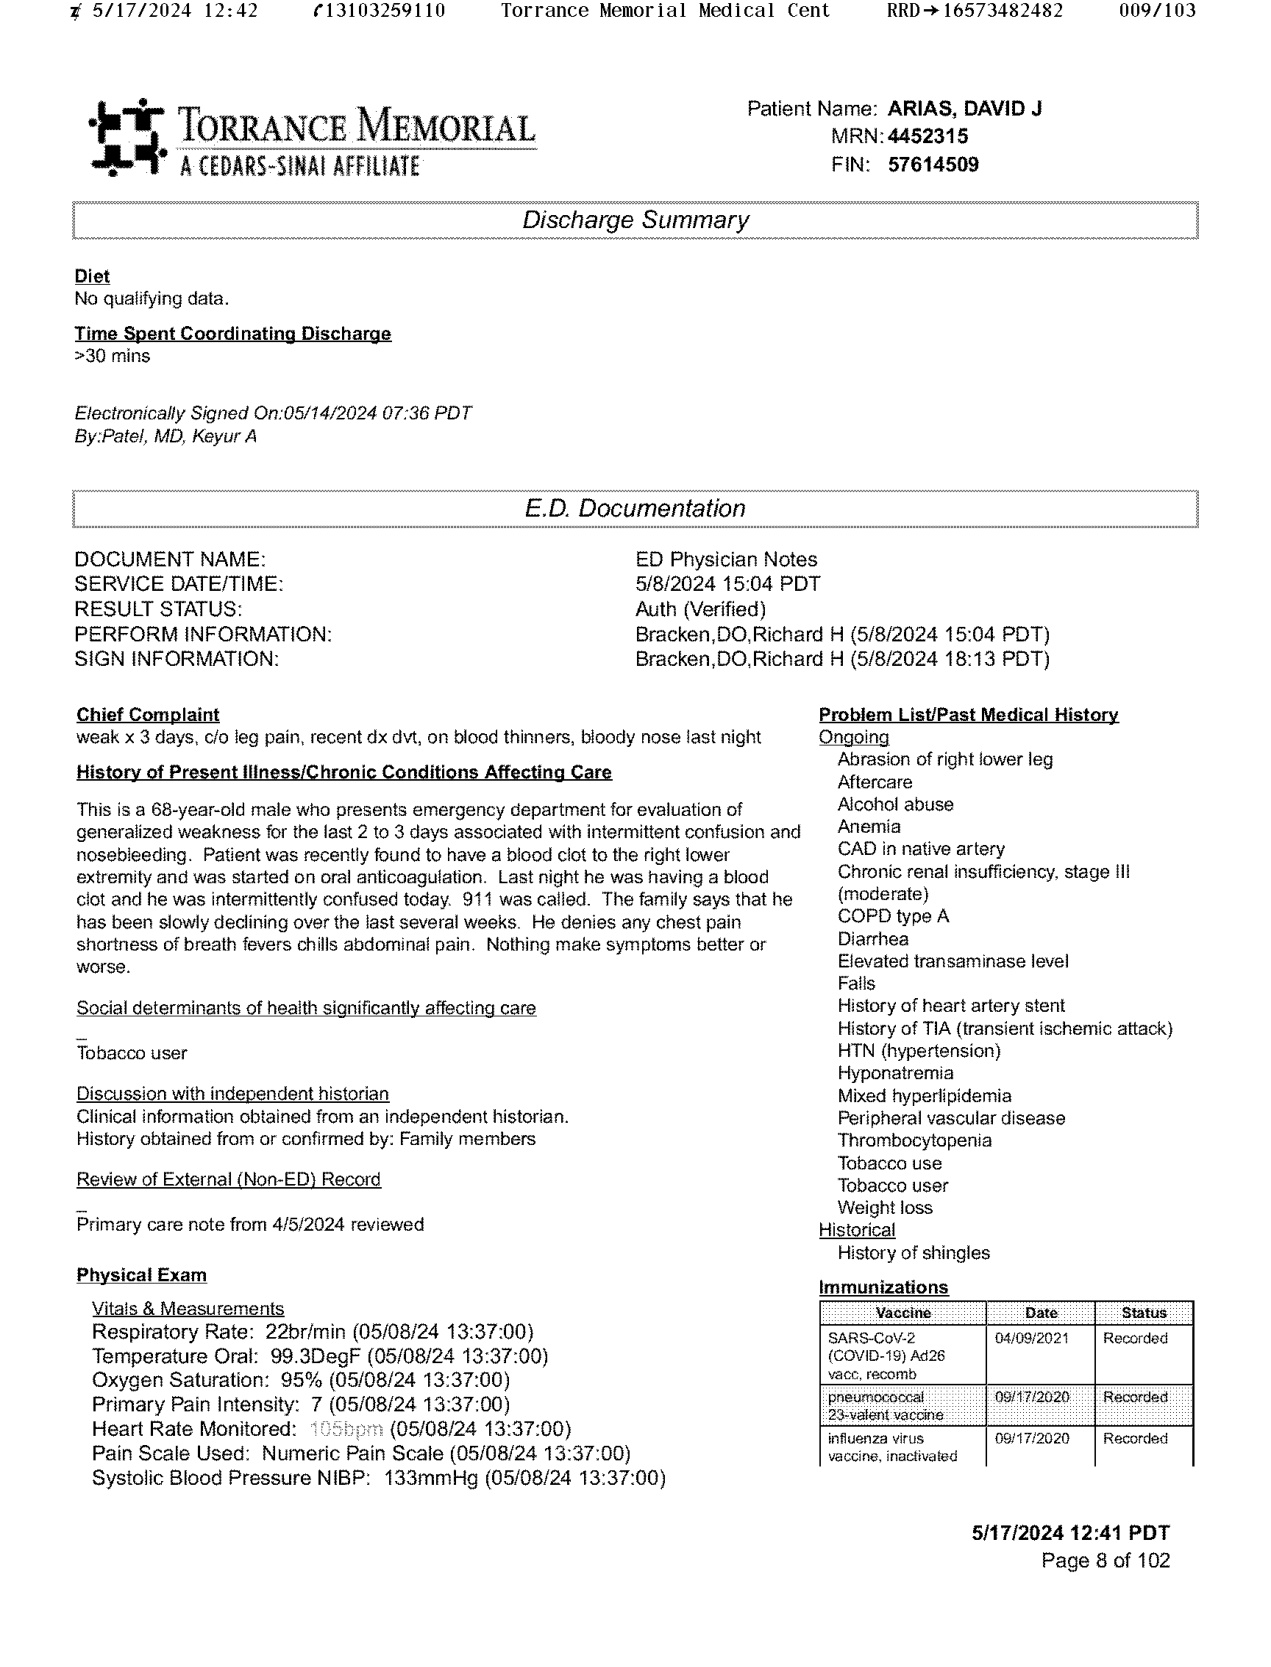 5/17/2024 12:42 13103259110 Torrance Memorial Medical Cent RRD→16573482482 009/103
TORRANCE MEMORIAL
A CEDARS-SINAI AFFILIATE
Patient Name: ARIAS, DAVID J
MRN: 4452315
FIN: 57614509
Discharge Summary
Diet
No qualifying data.
Time Spent Coordinating Discharge
>30 mins
Electronically Signed On:05/14/2024 07:36 PDT
By:Patel, MD, Keyur A
E.D. Documentation
DOCUMENT NAME: ED Physician Notes
SERVICE DATE/TIME: 5/8/2024 15:04 PDT
RESULT STATUS: Auth (Verified)
PERFORM INFORMATION: Bracken,DO,Richard H (5/8/2024 15:04 PDT)
SIGN INFORMATION: Bracken,DO,Richard H (5/8/2024 18:13 PDT)
Chief Complaint
weak x 3 days, c/o leg pain, recent dx dvt, on blood thinners, bloody nose last night
History of Present Illness/Chronic Conditions Affecting Care
This is a 68-year-old male who presents emergency department for evaluation of
generalized weakness for the last 2 to 3 days associated with intermittent confusion and
nosebleeding. Patient was recently found to have a blood clot to the right lower
extremity and was started on oral anticoagulation. Last night he was having a blood
clot and he was intermittently confused today. 911 was called. The family says that he
has been slowly declining over the last several weeks. He denies any chest pain
shortness of breath fevers chills abdominal pain. Nothing make symptoms better or
worse.
Social determinants of health significantly affecting care
_
Tobacco user
Discussion with independent historian
Clinical information obtained from an independent historian.
History obtained from or confirmed by: Family members
Review of External (Non-ED) Record
_
Primary care note from 4/5/2024 reviewed
Physical Exam
Vitals & Measurements
Respiratory Rate: 22br/min (05/08/24 13:37:00)
Temperature Oral: 99.3DegF (05/08/24 13:37:00)
Oxygen Saturation: 95% (05/08/24 13:37:00)
Primary Pain Intensity: 7 (05/08/24 13:37:00)
Heart Rate Monitored: 105bpm (05/08/24 13:37:00)
Pain Scale Used: Numeric Pain Scale (05/08/24 13:37:00)
Systolic Blood Pressure NIBP: 133mmHg (05/08/24 13:37:00)
Problem List/Past Medical History
Ongoing
Abrasion of right lower leg
Aftercare
Alcohol abuse
Anemia
CAD in native artery
Chronic renal insufficiency, stage III
(moderate)
COPD type A
Diarrhea
Elevated transaminase level
Falls
History of heart artery stent
History of TIA (transient ischemic attack)
HTN (hypertension)
Hyponatremia
Mixed hyperlipidemia
Peripheral vascular disease
Thrombocytopenia
Tobacco use
Tobacco user
Weight loss
Historical
History of shingles
Immunizations
Vaccine Date Status
SARS-CoV-2 04/09/2021 Recorded
(COVID-19) Ad26
vacc, recomb
pneumococcal 09/17/2020 Recorded
23-valent vaccine
influenza virus 09/17/2020 Recorded
vaccine, inactivated
5/17/2024 12:41 PDT
Page 8 of 102